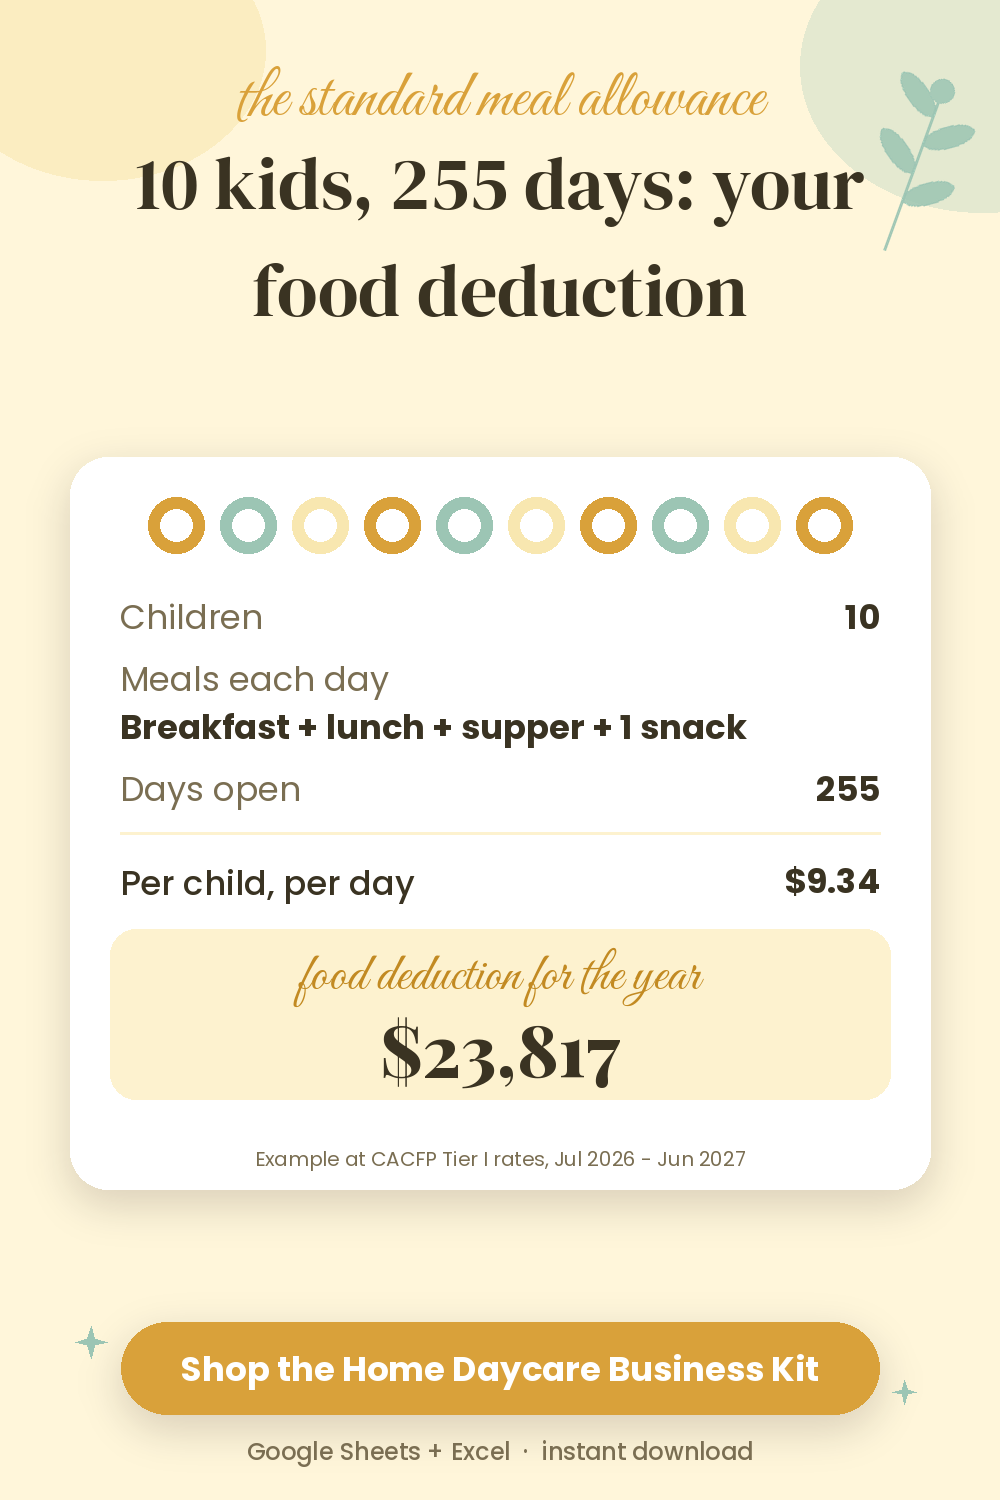 the standard meal allowance
10 kids, 255 days: your
food deduction
Children 10
Meals each day
Breakfast + lunch + supper + 1 snack
Days open 255
Per child, per day $9.34
food deduction for the year
$23,817
Example at CACFP Tier I rates, Jul 2026 - Jun 2027
Shop the Home Daycare Business Kit
Google Sheets + Excel · instant download